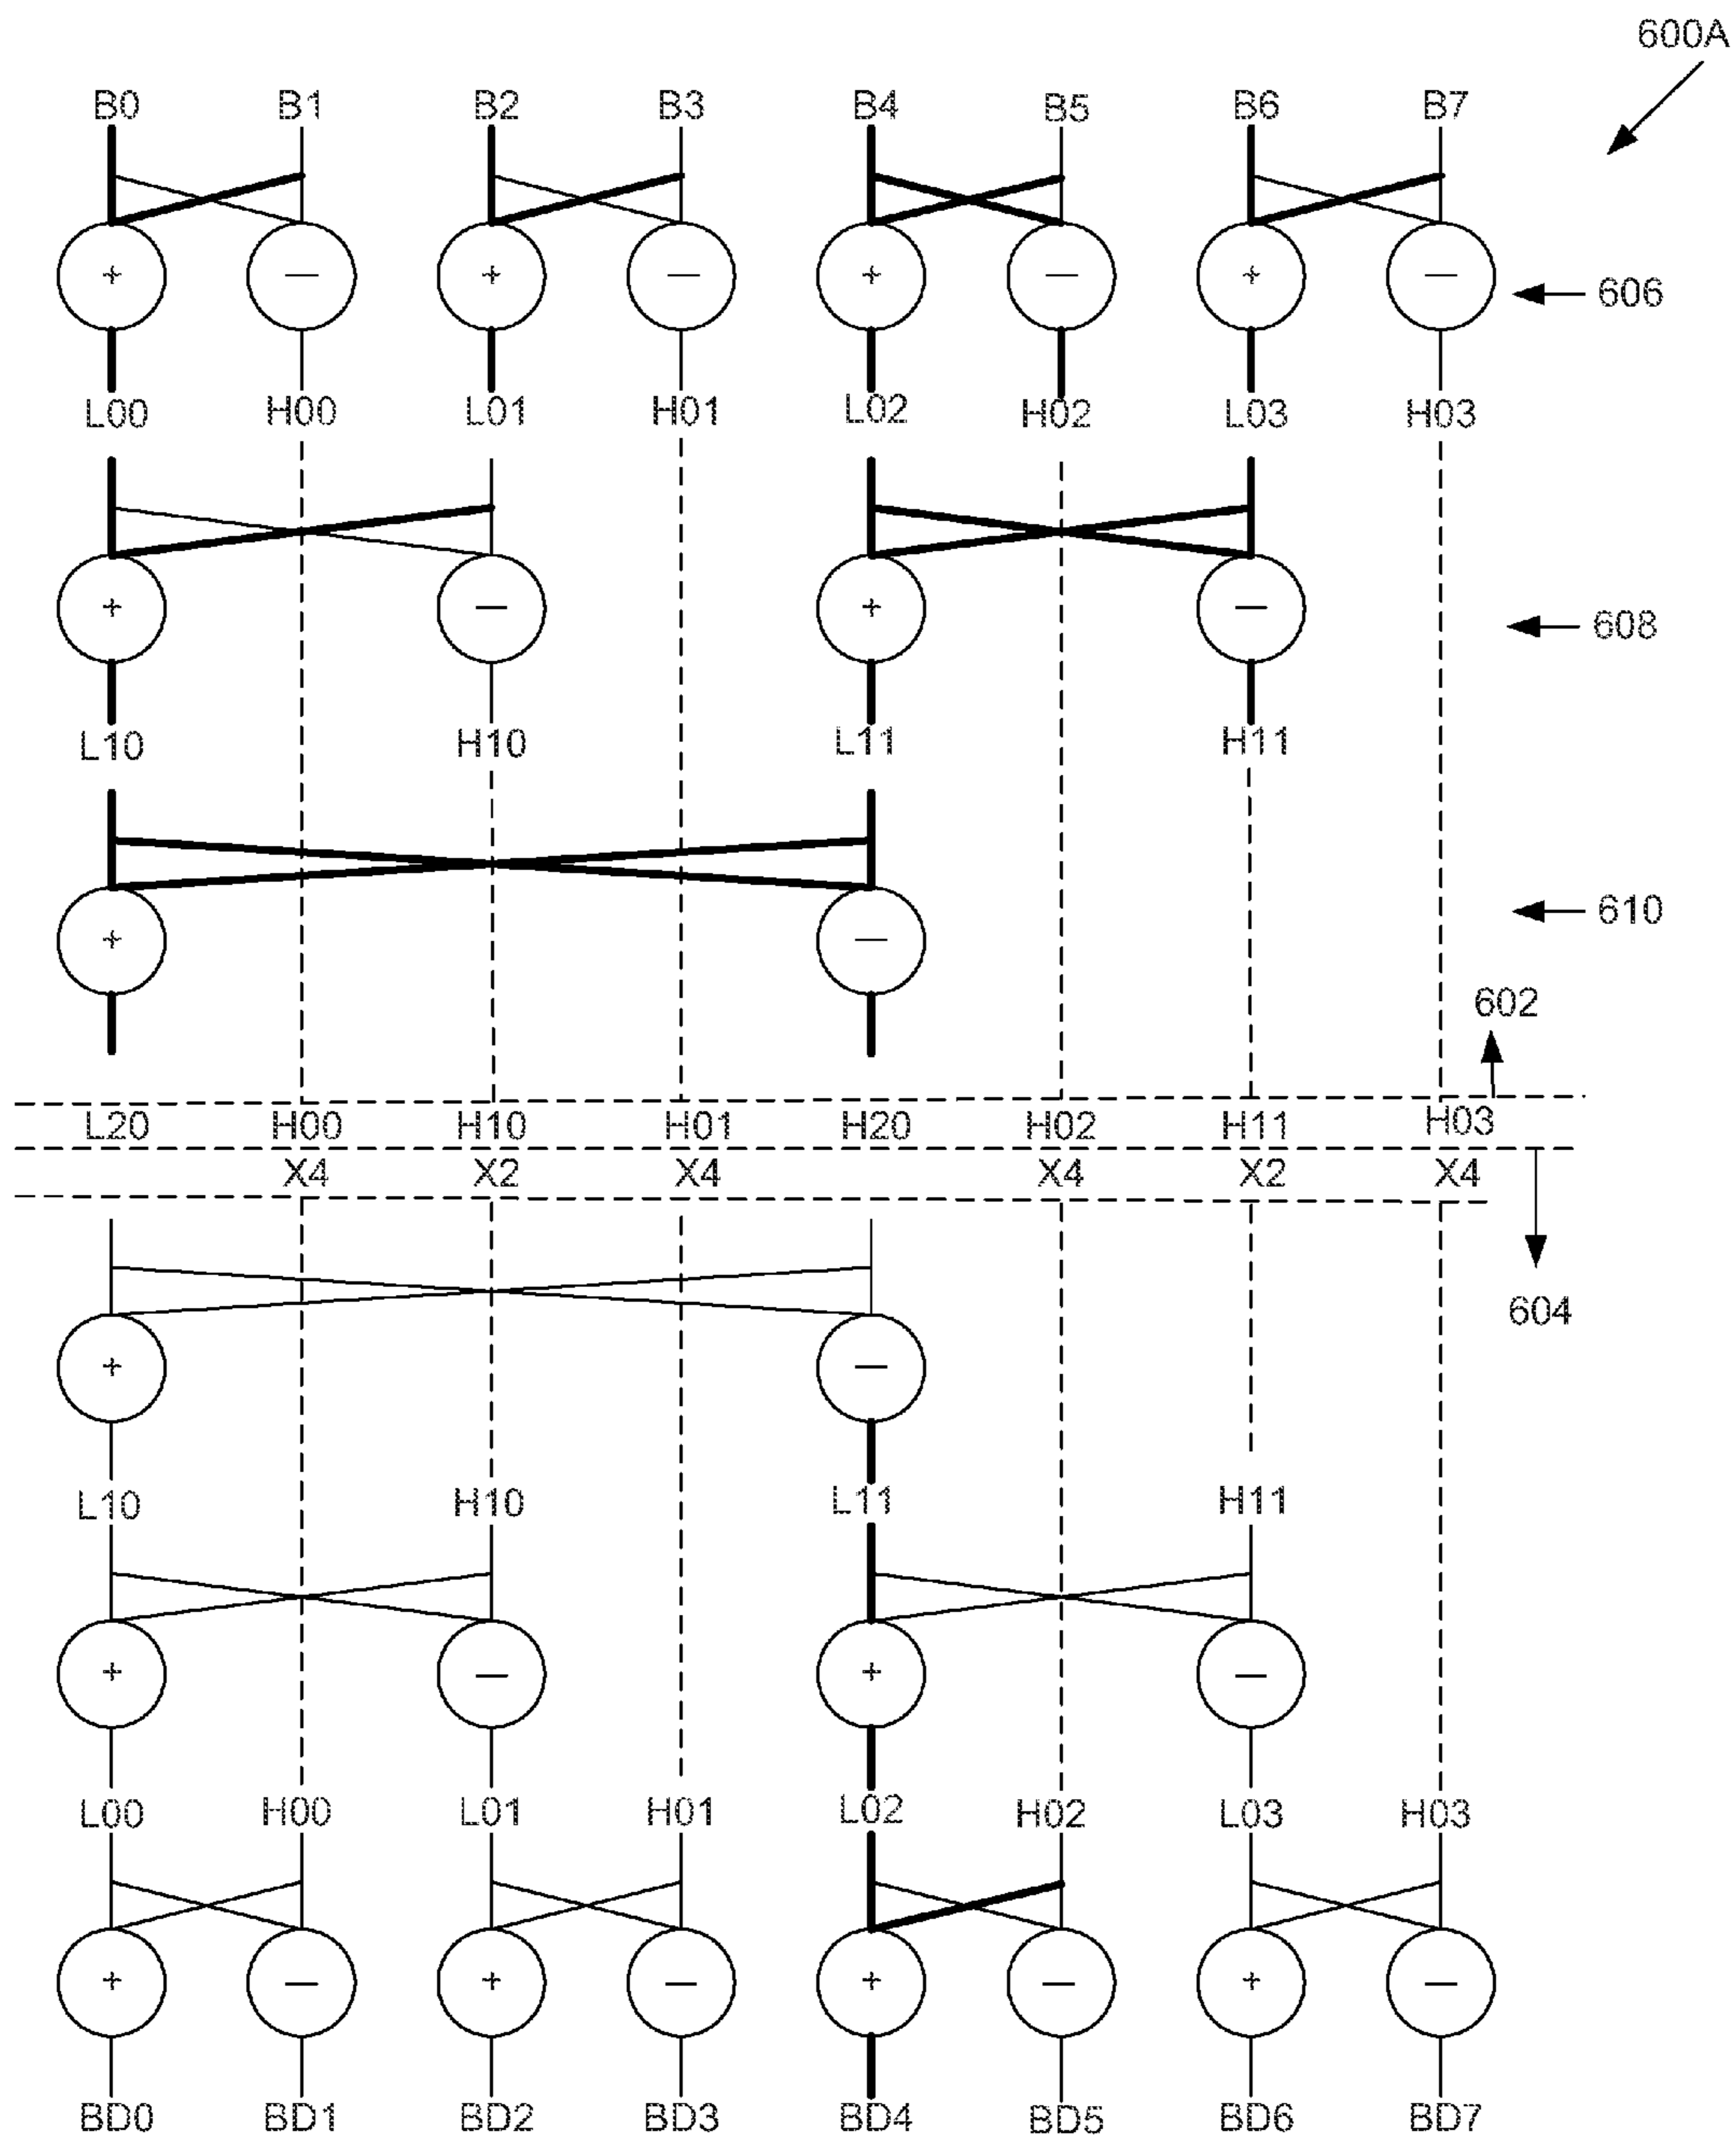 600A
B0 B1 B2 B3 B4 B5 B6 B7
+ — + — + — + —
606
L00 H00 L01 H01 L02 H02 L03 H03
+ — + —
608
L10 H10 L11 H11
+ —
610
602
L20 H00 H10 H01 H20 H02 H11 H03
X4 X2 X4 X4 X2 X4
604
+ —
L10 H10 L11 H11
+ — + —
L00 H00 L01 H01 L02 H02 L03 H03
+ — + — + — + —
BD0 BD1 BD2 BD3 BD4 BD5 BD6 BD7